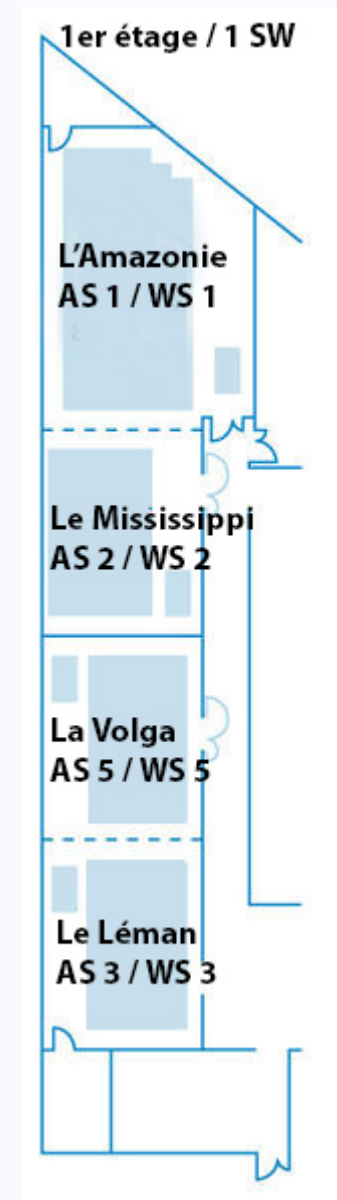 1er étage / 1 SW
L’Amazonie
AS 1 / WS 1
Le Mississippi
AS 2 / WS 2
La Volga
AS 5 / WS 5
Le Léman
AS 3 / WS 3